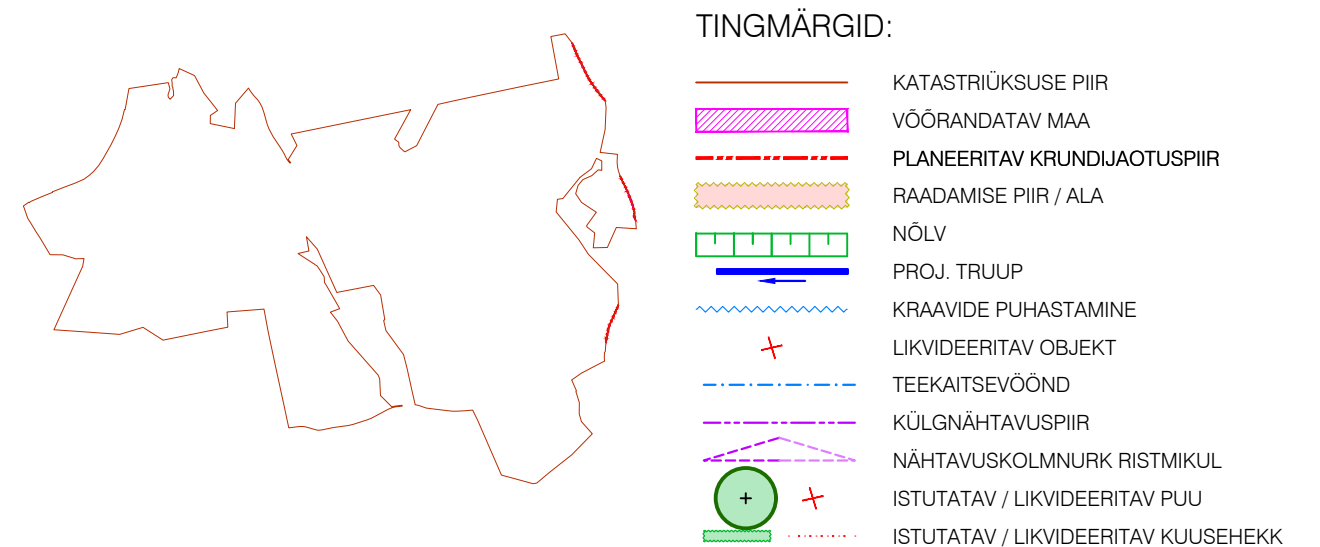 TINGMÄRGID:
KATASTRIÜKSUSE PIIR
VÕÕRANDATAV MAA
PLANEERITAV KRUNDIJAOTUSPIIR
RAADAMISE PIIR / ALA
NÕLV
PROJ. TRUUP
KRAAVIDE PUHASTAMINE
LIKVIDEERITAV OBJEKT
TEEKAITSEVÖÖND
KÜLGNÄHTAVUSPIIR
NÄHTAVUSKOLMNURK RISTMIKUL
ISTUTATAV / LIKVIDEERITAV PUU
ISTUTATAV / LIKVIDEERITAV KUUSEHEKK